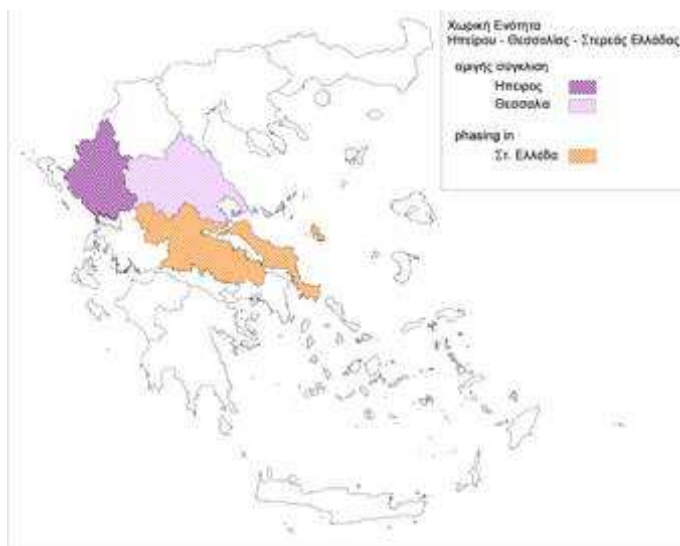 Χωρική Ενότητα
Ηπείρου - Θεσσαλίας - Στερεάς Ελλάδας
αμιγής σύγκλιση
Ήπειρος
Θεσσαλία
phasing in
Στ. Ελλάδα